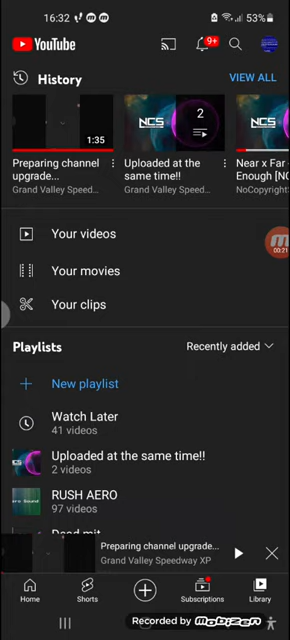 16:32
53%
YouTube
9+
History
VIEW ALL
1:35
NCS
2
NCS
Preparing channel
upgrade...
Grand Valley Speed...
Uploaded at the
same time!!
Grand Valley Speed...
Near x Far -
Enough [NC
NoCopyright
Your videos
00:21
Your movies
Your clips
Playlists
Recently added
New playlist
Watch Later
41 videos
Uploaded at the same time!!
2 videos
RUSH AERO
97 videos
Preparing channel upgrade...
Grand Valley Speedway XP
Home
Shorts
Subscriptions
Library
Recorded by mobizen